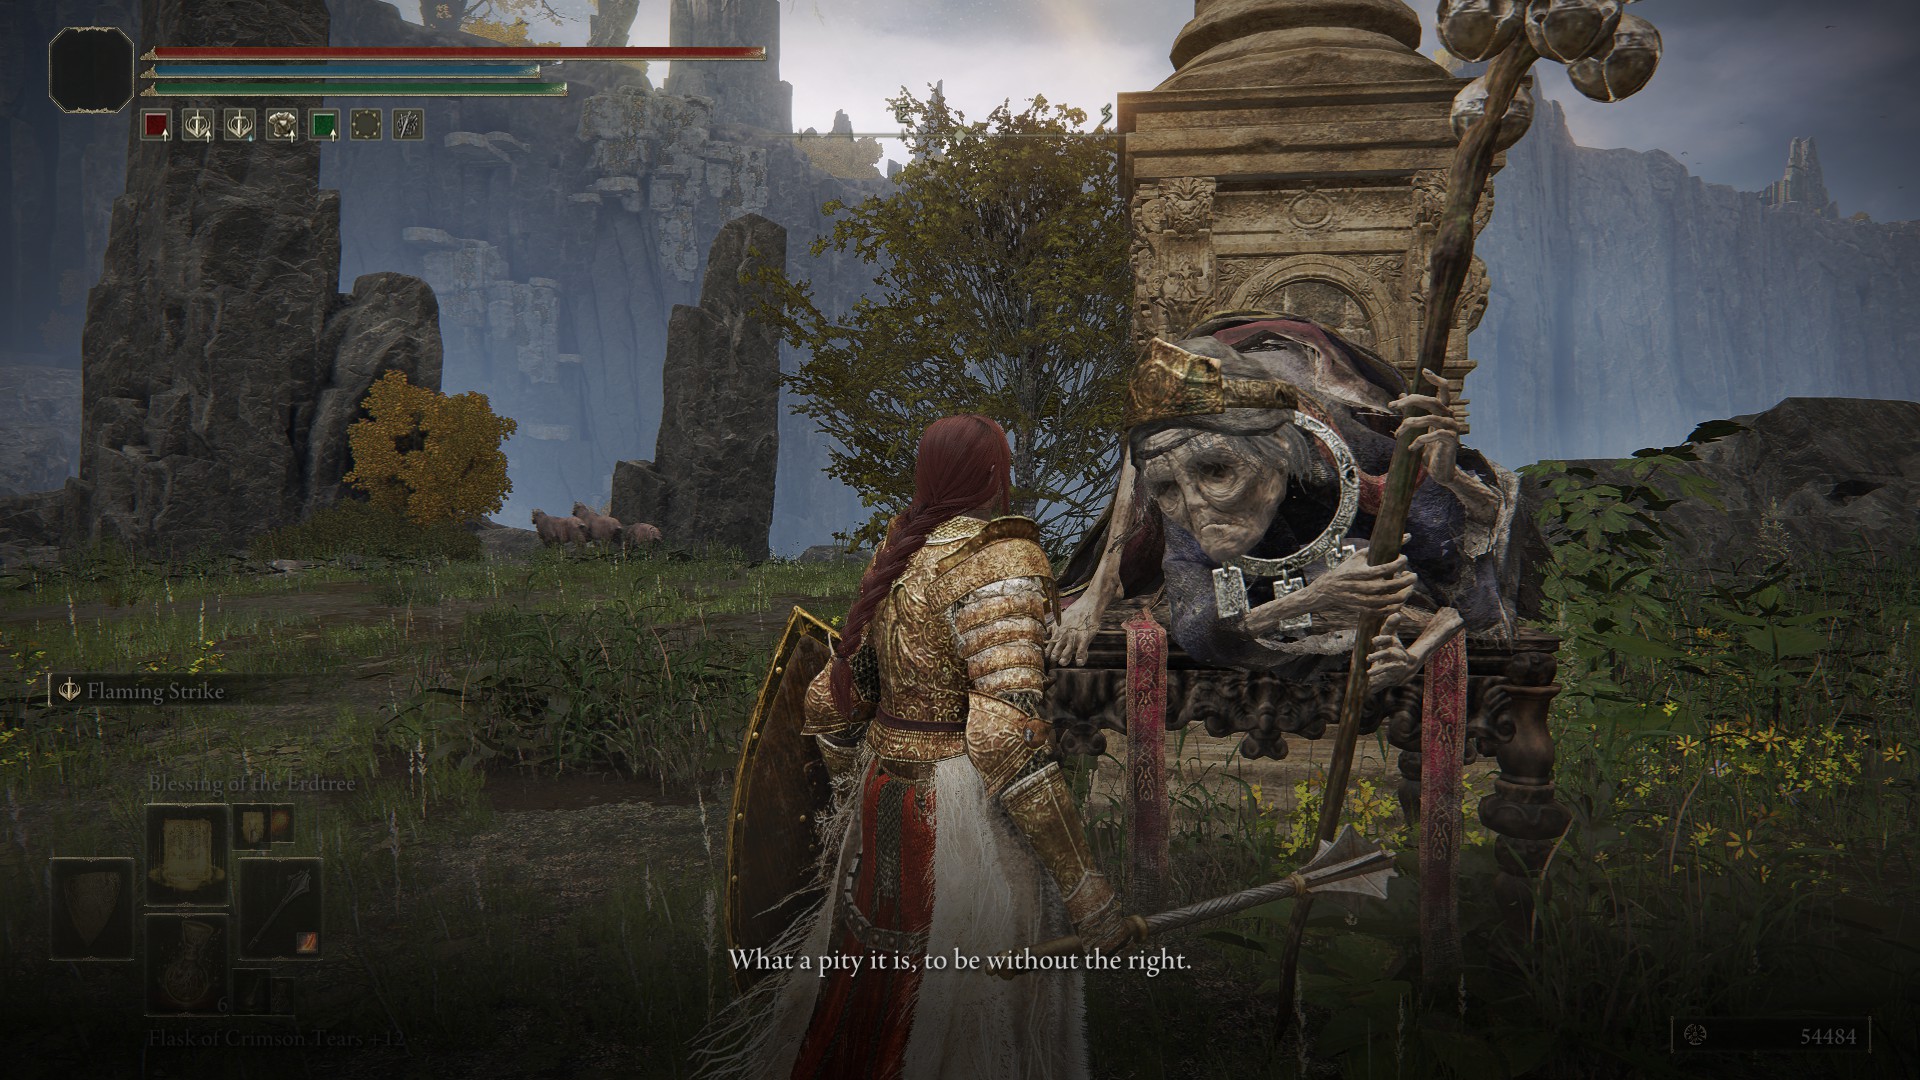 E
S
Flaming Strike
Blessing of the Erdtree
6
Flask of Crimson Tears +12
What a pity it is, to be without the right.
54484